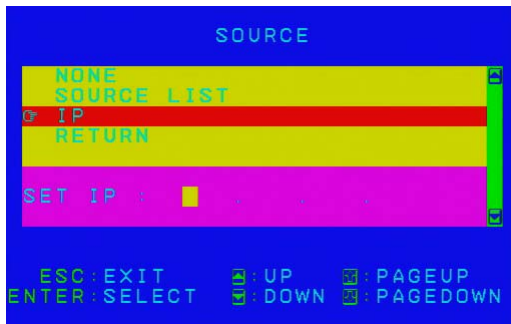 SOURCE
NONE
SOURCE LIST
IP
RETURN
SET IP : . . .
ESC:EXIT :UP :PAGEUP
ENTER:SELECT :DOWN :PAGEDOWN